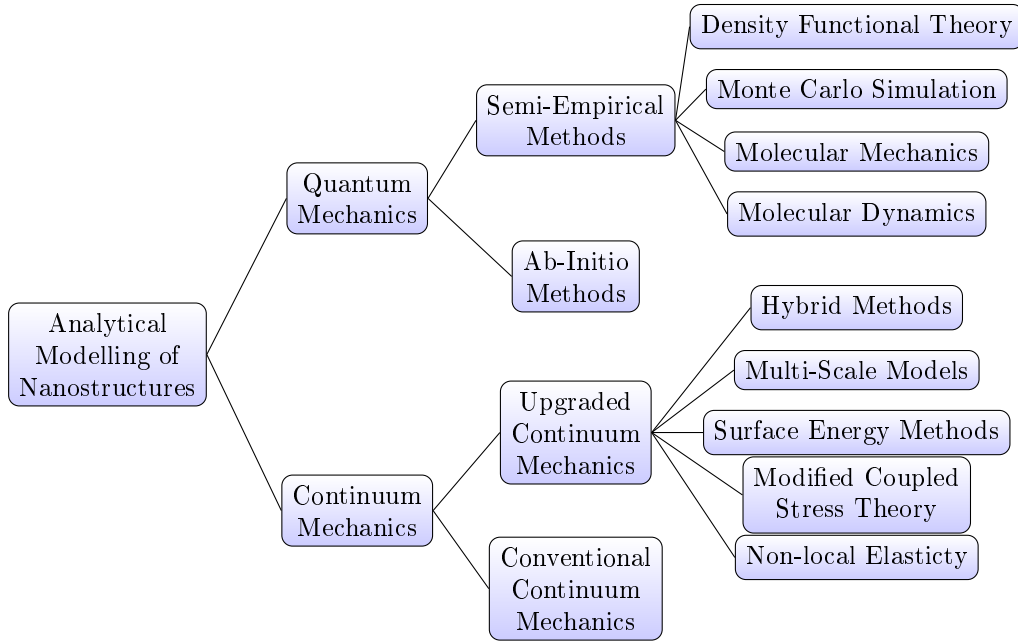 Density Functional Theory
Monte Carlo Simulation
Semi-Empirical
Methods
Molecular Mechanics
Quantum
Mechanics
Molecular Dynamics
Ab-Initio
Methods
Hybrid Methods
Analytical
Modelling of
Nanostructures
Multi-Scale Models
Upgraded
Continuum
Mechanics
Surface Energy Methods
Modified Coupled
Stress Theory
Continuum
Mechanics
Non-local Elasticty
Conventional
Continuum
Mechanics